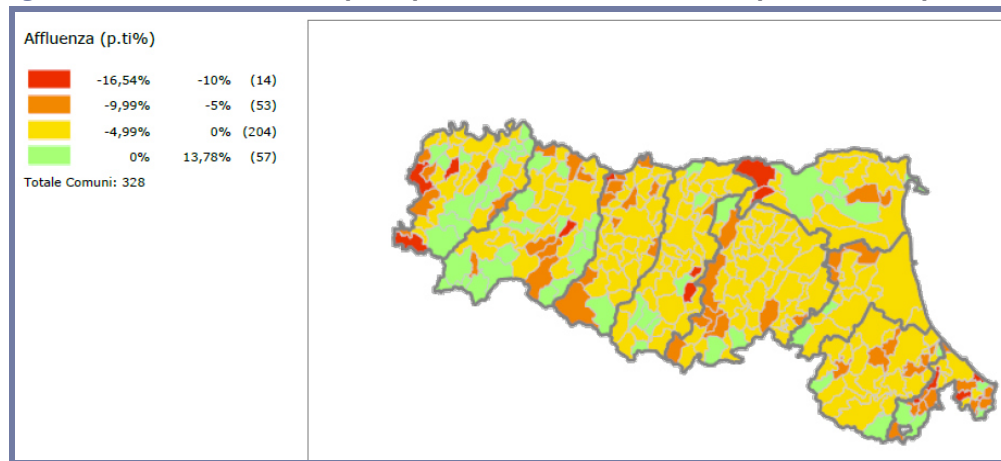 Affluenza (p.ti%)
-16,54% -10% (14)
-9,99% -5% (53)
-4,99% 0% (204)
0% 13,78% (57)
Totale Comuni: 328